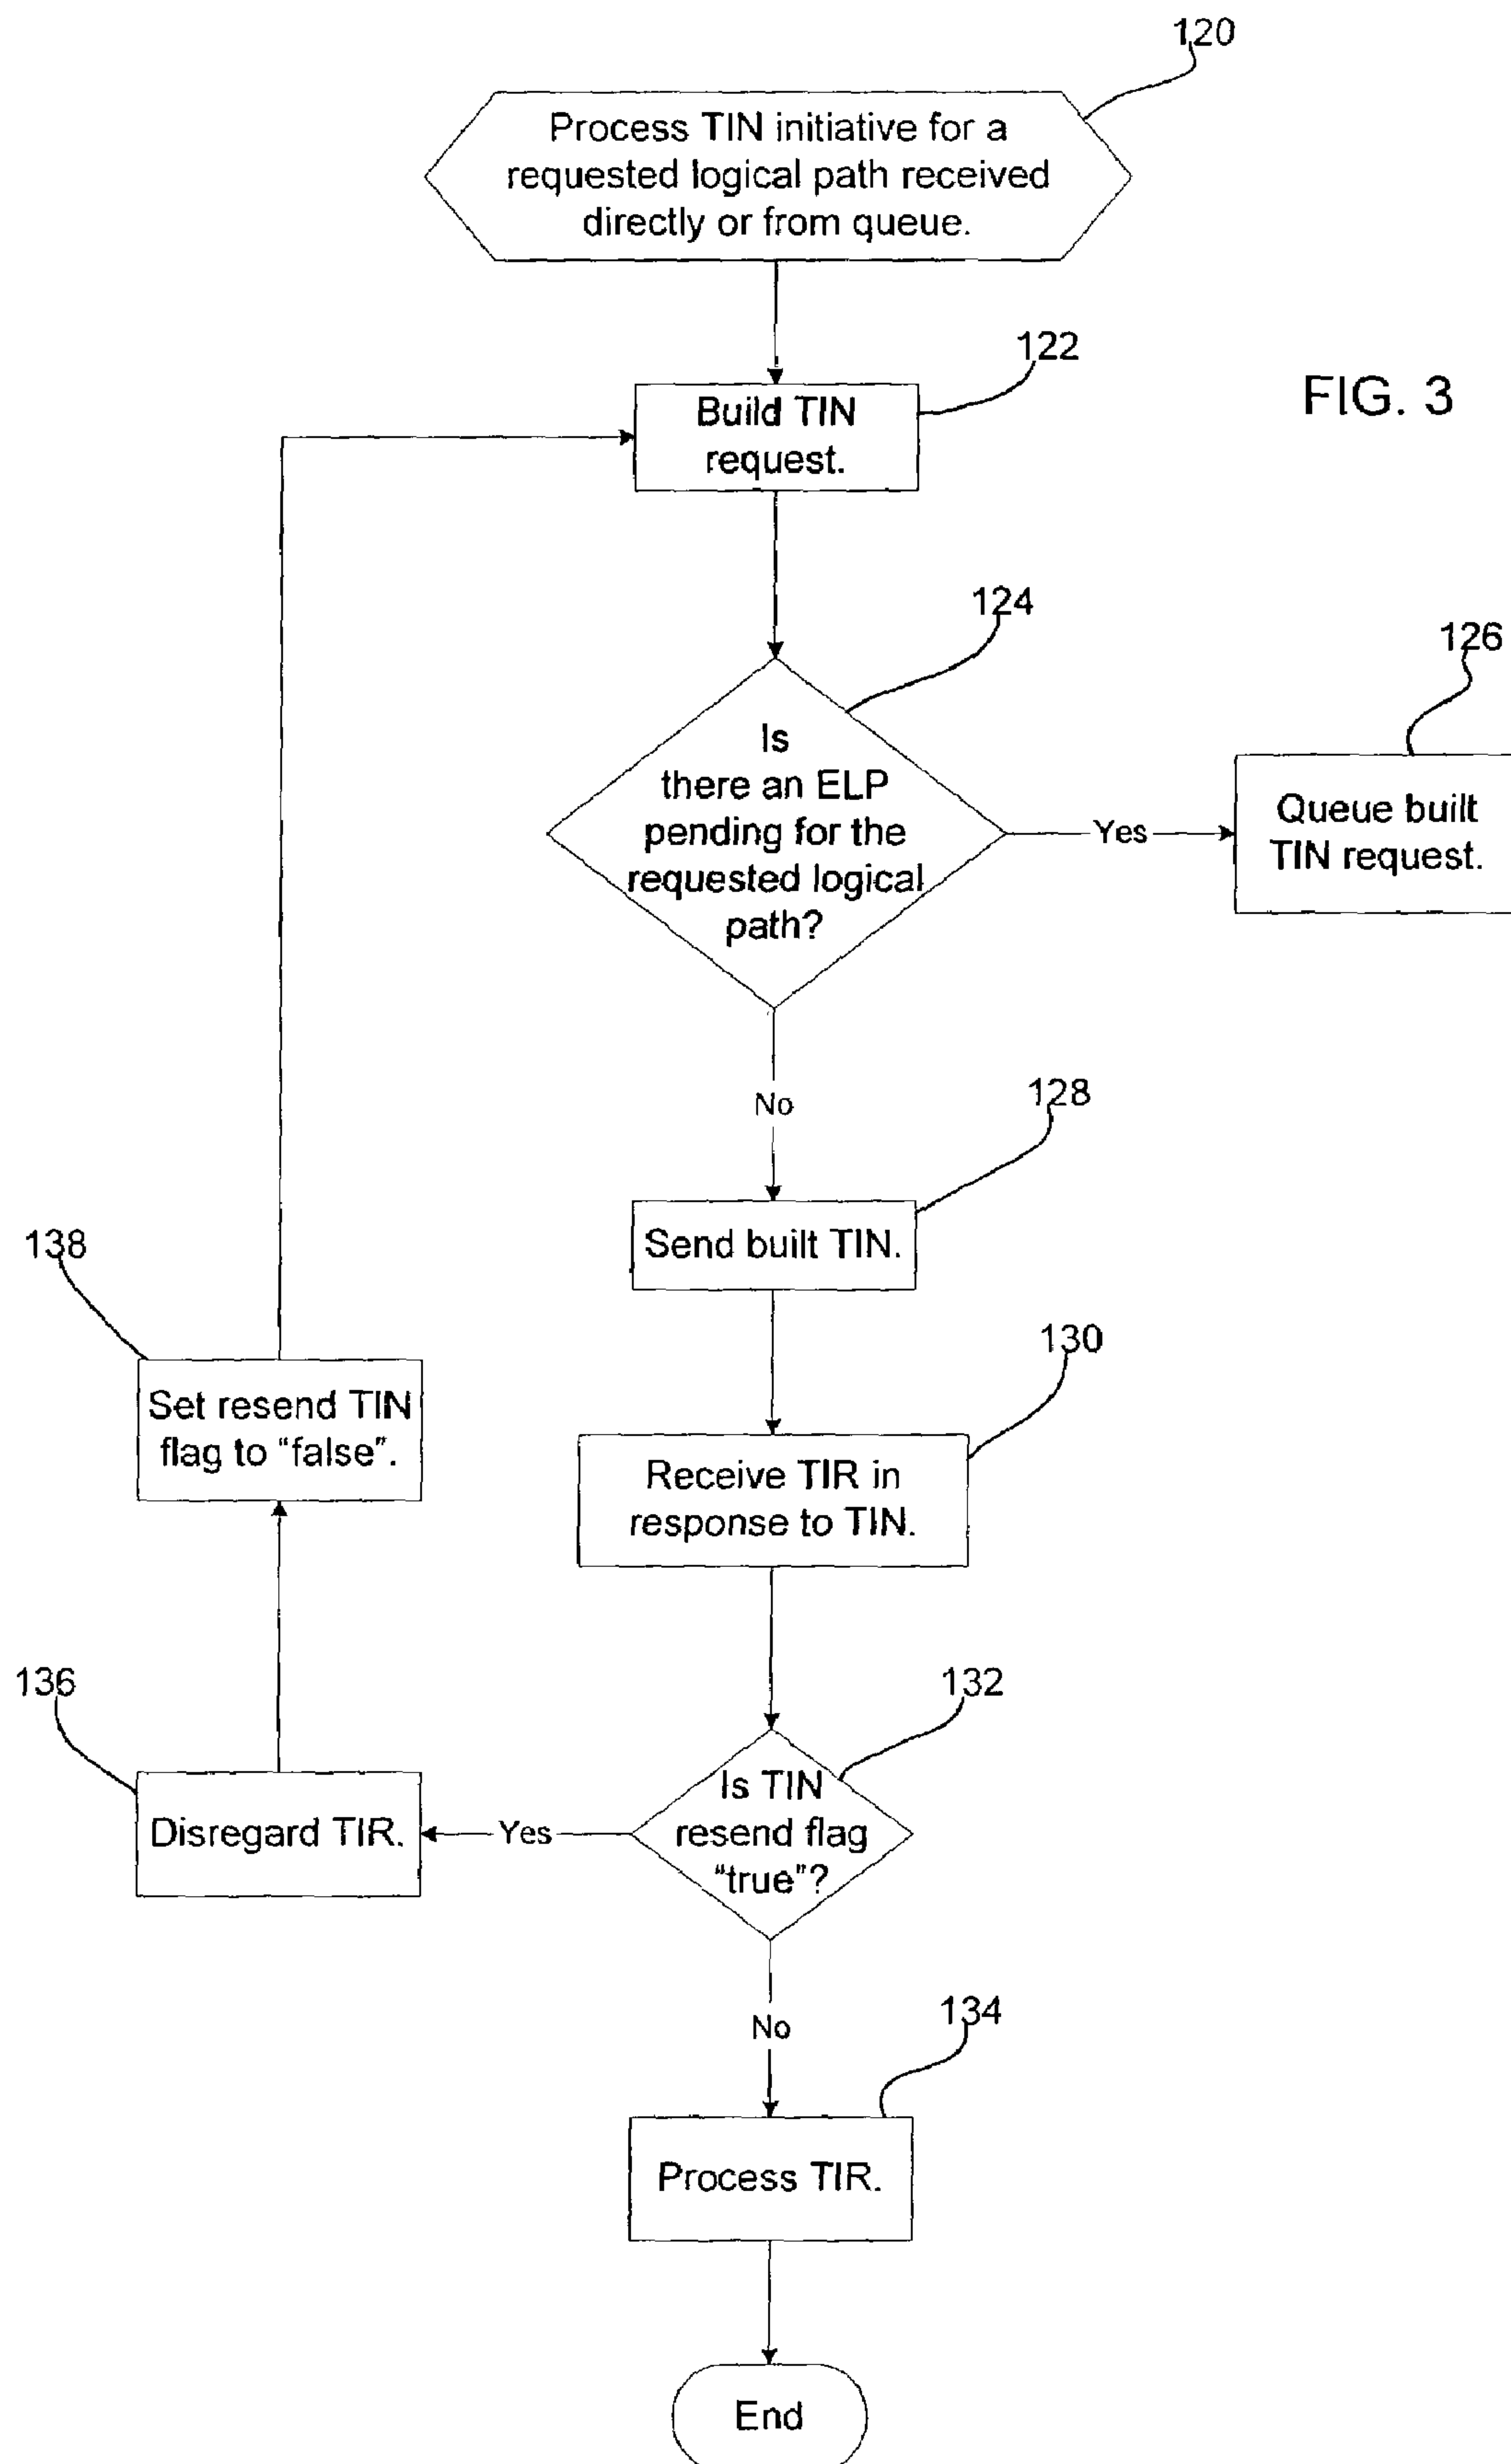 120
Process TIN initiative for a
requested logical path received
directly or from queue.
122
Build TIN
request.
FIG. 3
124
Is
there an ELP
pending for the
requested logical
path?
Yes
126
Queue built
TIN request.
No
128
Send built TIN.
138
Set resend TIN
flag to “false”.
130
Receive TIR in
response to TIN.
136
Disregard TIR.
Yes
132
Is TIN
resend flag
“true”?
No
134
Process TIR.
End